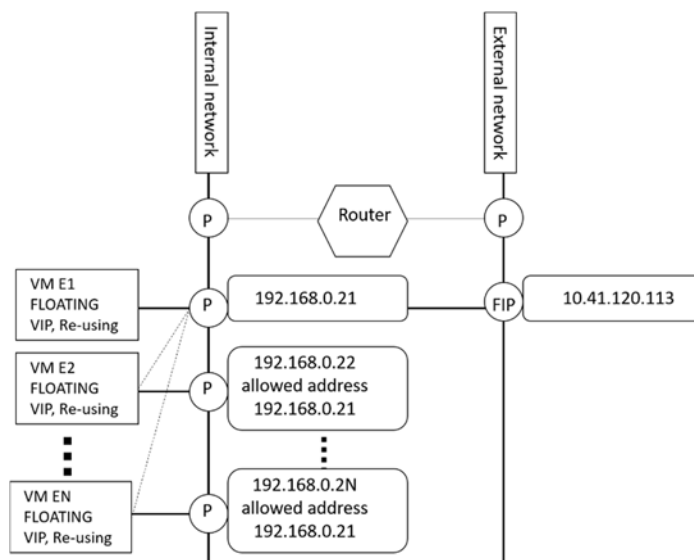 Internal network
External network
P
Router
P
VM E1
FLOATING
VIP, Re-using
P
192.168.0.21
FIP
10.41.120.113
VM E2
FLOATING
VIP, Re-using
P
192.168.0.22
allowed address
192.168.0.21
VM EN
FLOATING
VIP, Re-using
P
192.168.0.2N
allowed address
192.168.0.21